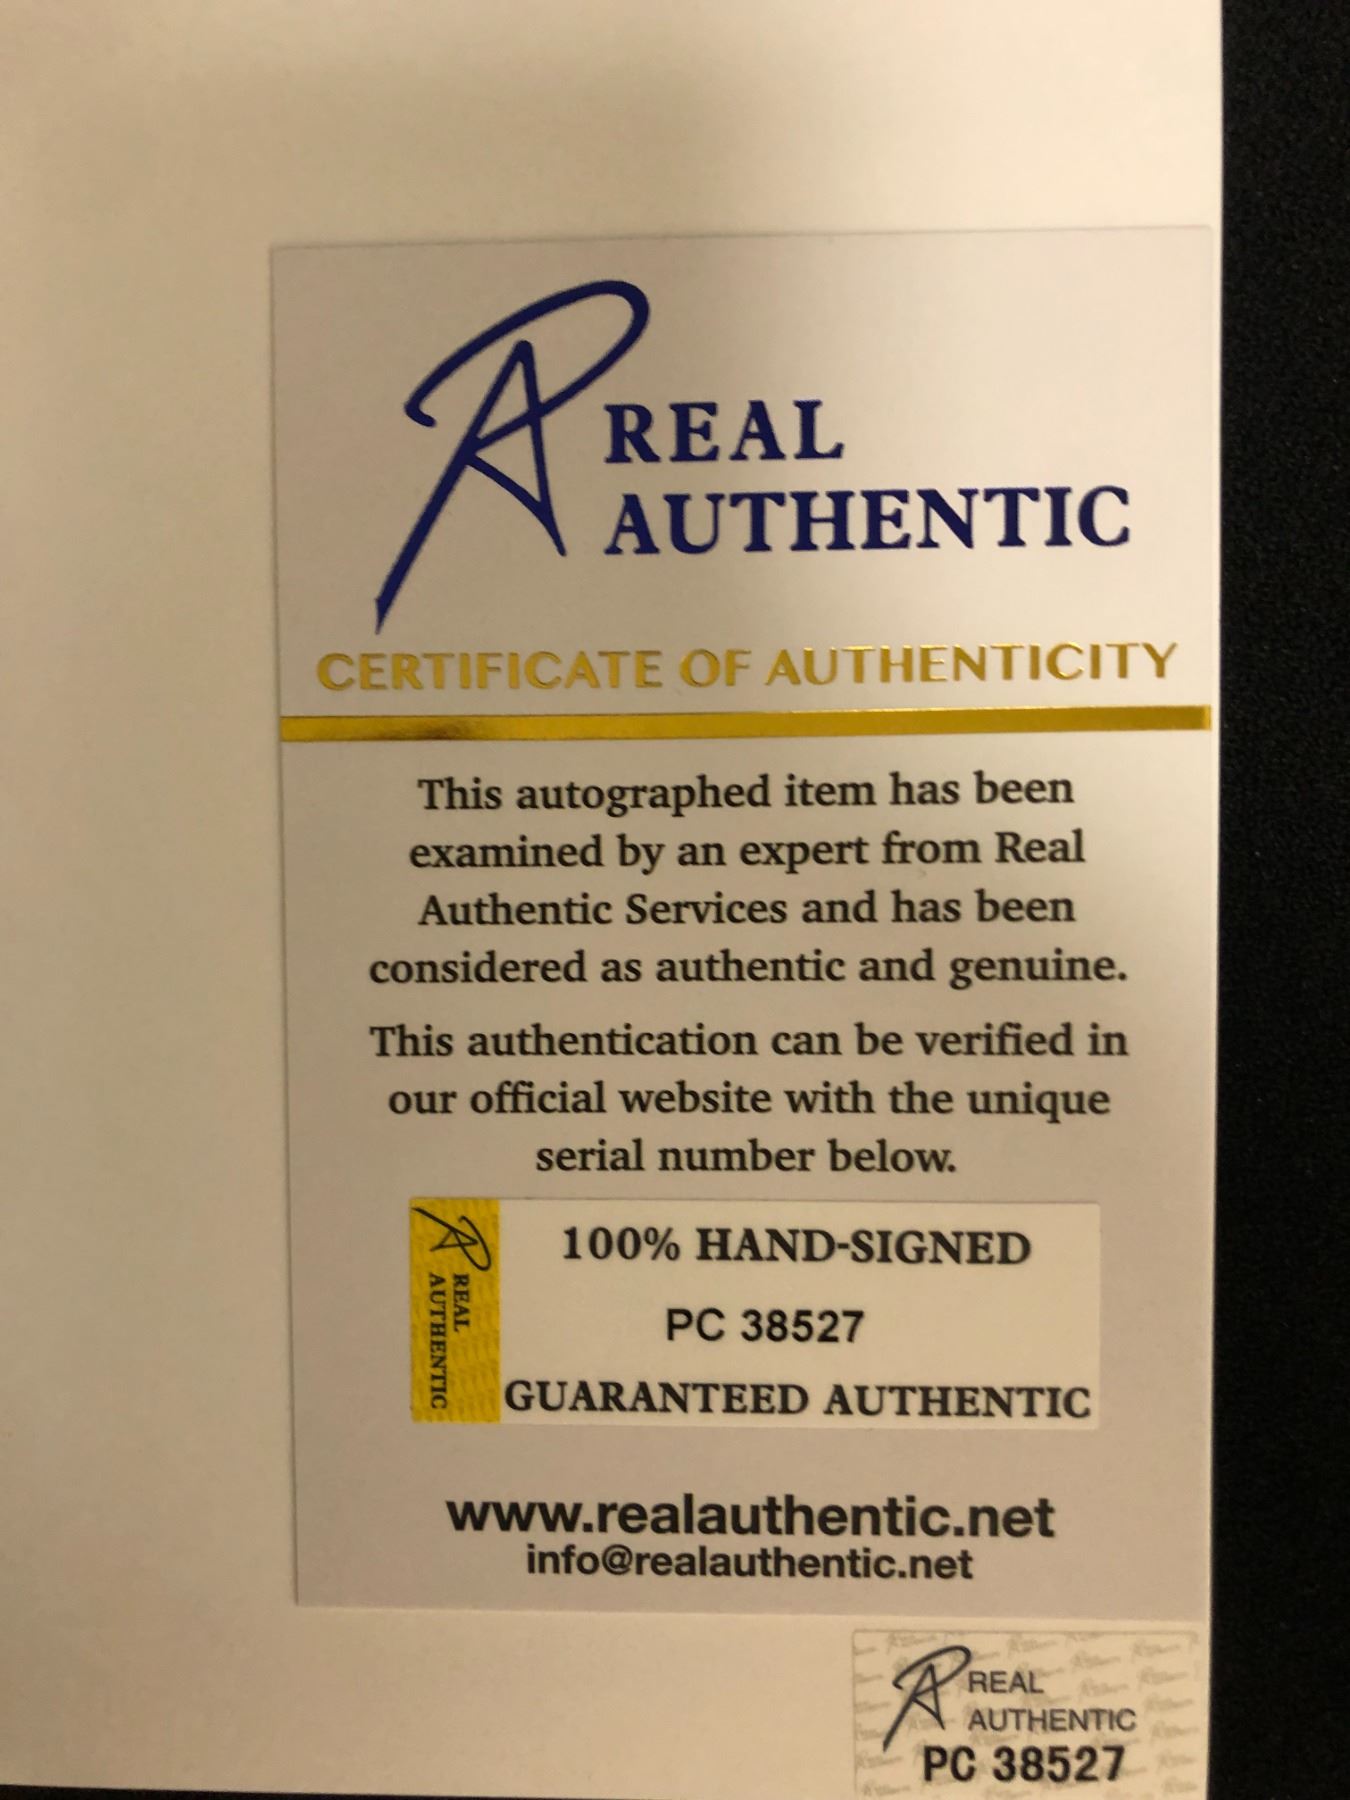 REAL
AUTHENTIC
CERTIFICATE OF AUTHENTICITY
This autographed item has been
examined by an expert from Real
Authentic Services and has been
considered as authentic and genuine.
This authentication can be verified in
our official website with the unique
serial number below.
REAL
AUTHENTIC
100% HAND-SIGNED
PC 38527
GUARANTEED AUTHENTIC
www.realauthentic.net
info@realauthentic.net
REAL
AUTHENTIC
PC 38527